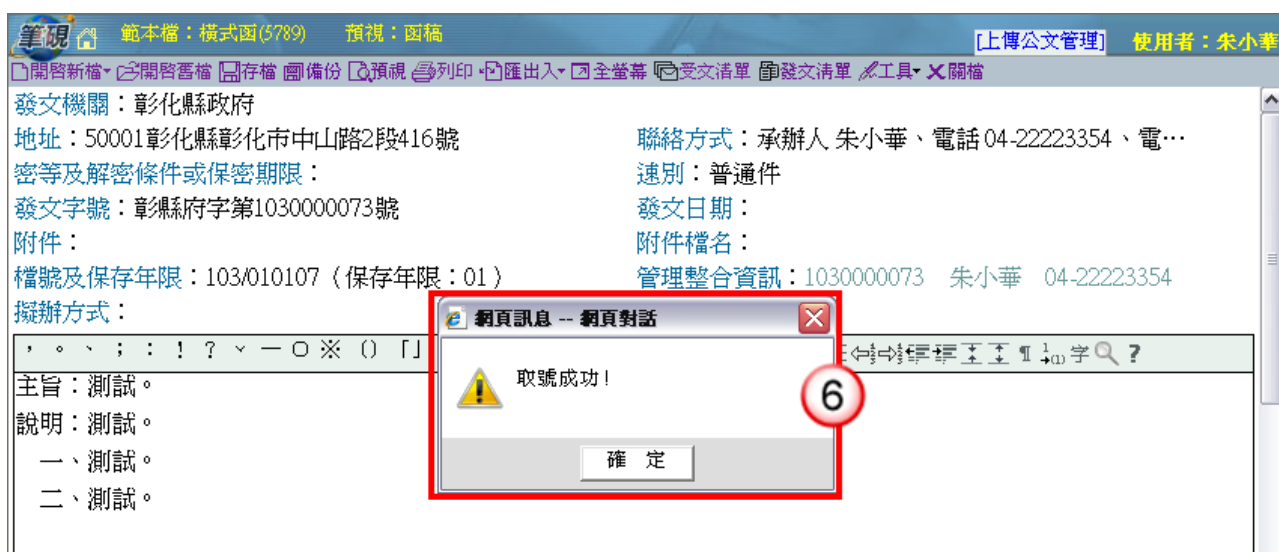 筆硯 範本檔：橫式函(5789) 預視：函稿
[上傳公文管理] 使用者：朱小華
開啓新檔 開啓舊檔 存檔 備份 預視 列印 匯出入 全螢幕 受文清單 發文清單 工具 關檔
發文機關：彰化縣政府
地址：50001彰化縣彰化市中山路2段416號 聯絡方式：承辦人 朱小華、電話 04-22223354、電…
密等及解密條件或保密期限： 速別：普通件
發文字號：彰縣府字第1030000073號 發文日期：
附件： 附件檔名：
檔號及保存年限：103/010107（保存年限：01） 管理整合資訊：1030000073 朱小華 04-22223354
擬辦方式：
網頁訊息 -- 網頁對話
， 。 、 ； ： ！ ？ ˇ — ○ ※ () 「」 ¶ 字 ?
取號成功!
6
確 定
主旨：測試。
說明：測試。
一、測試。
二、測試。